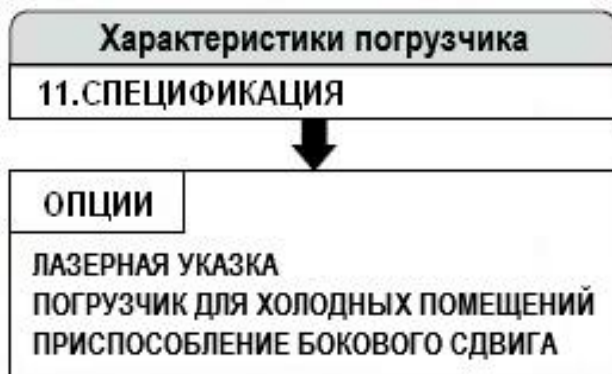 Характеристики погрузчика
11.СПЕЦИФИКАЦИЯ
ОПЦИИ
ЛАЗЕРНАЯ УКАЗКА
ПОГРУЗЧИК ДЛЯ ХОЛОДНЫХ ПОМЕЩЕНИЙ
ПРИСПОСОБЛЕНИЕ БОКОВОГО СДВИГА